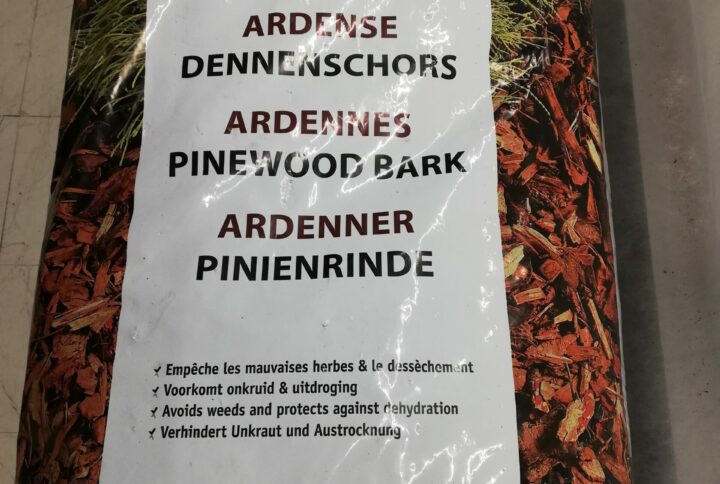 ARDENSE
DENNENSCHORS
ARDENNES
PINEWOOD BARK
ARDENNER
PINIENRINDE
✓ Empêche les mauvaises herbes & le dessèchement
✓ Voorkomt onkruid & uitdroging
✓ Avoids weeds and protects against dehydration
✓ Verhindert Unkraut und Austrocknung